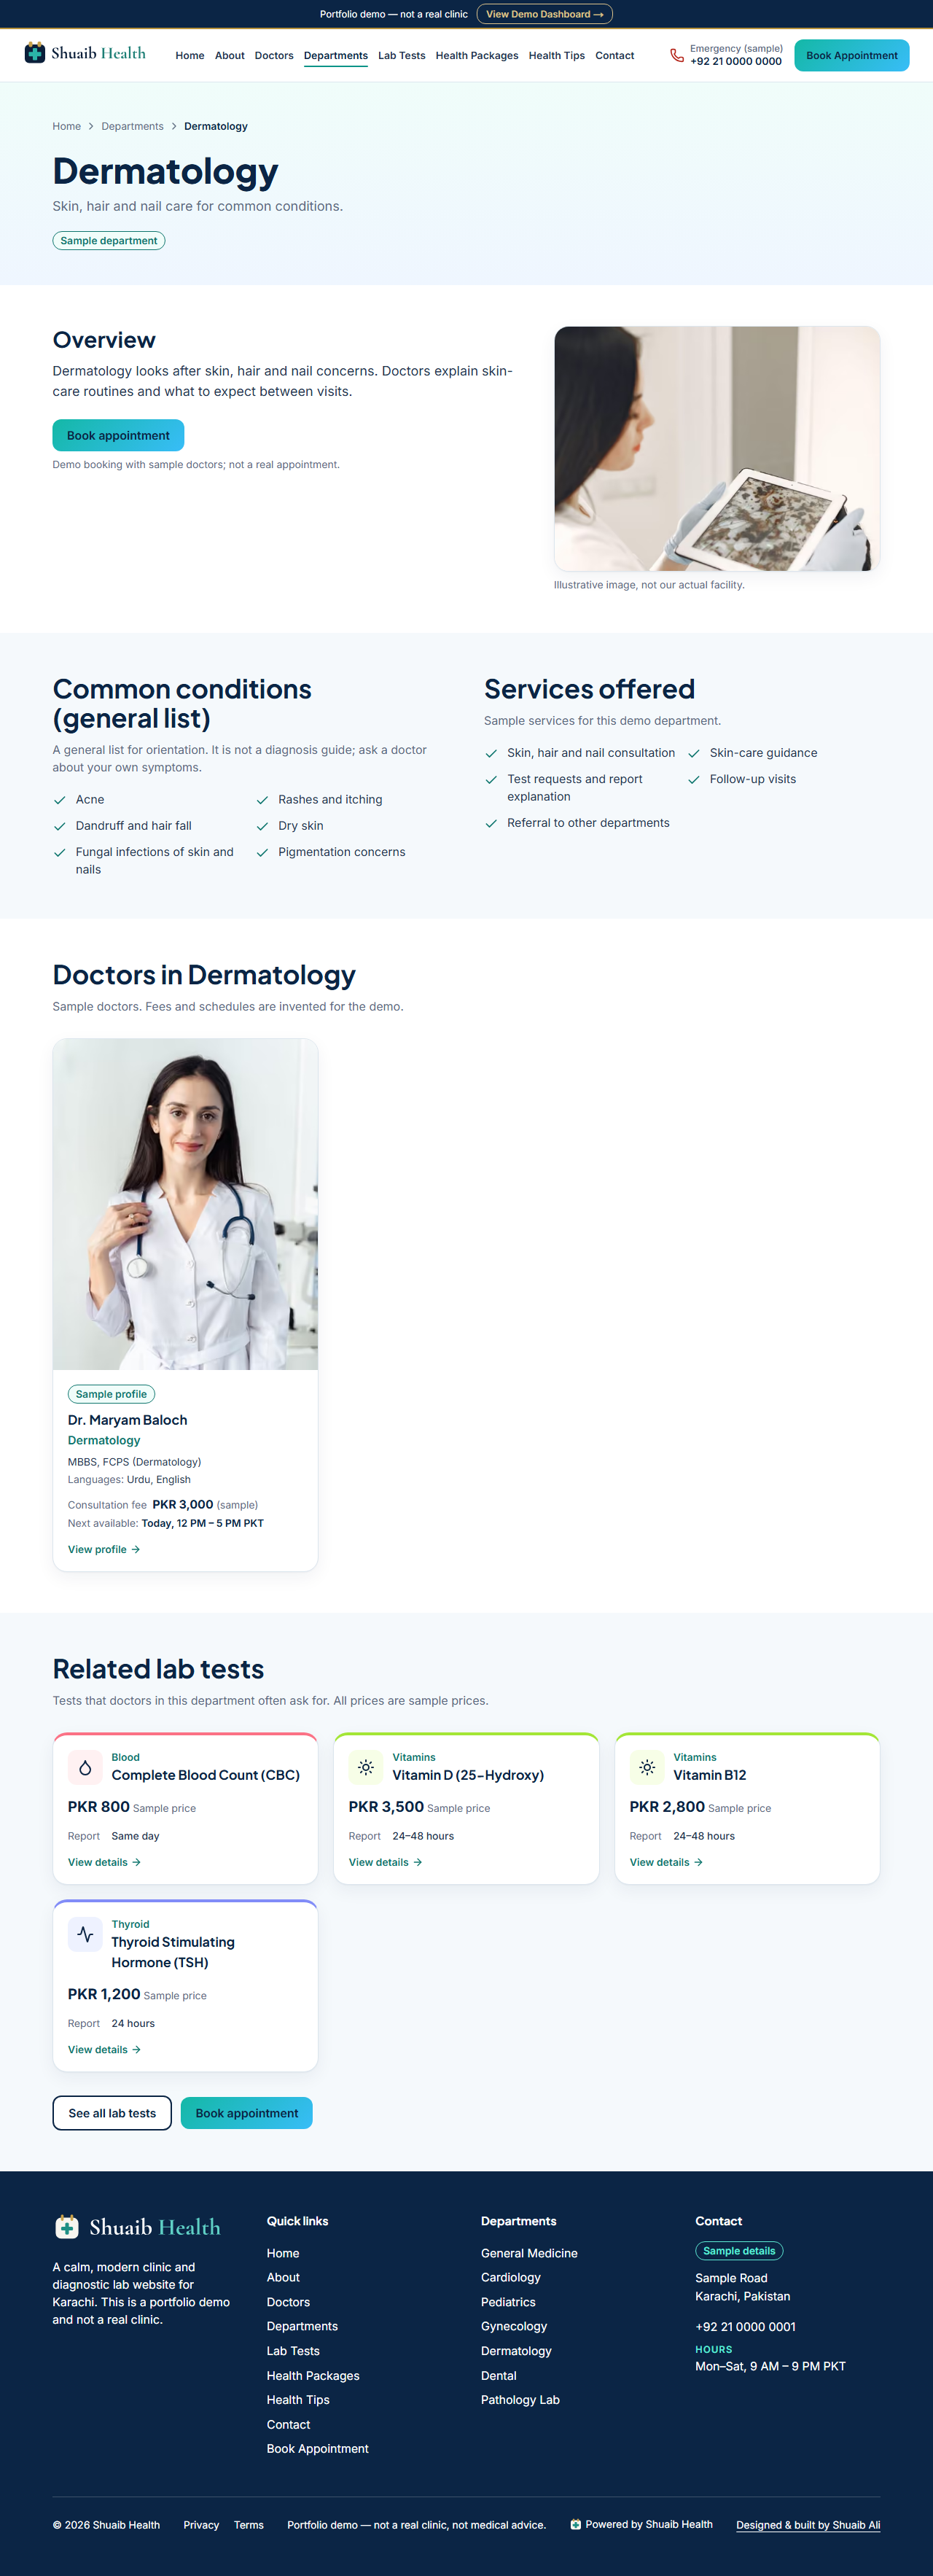 Portfolio demo — not a real clinic View Demo Dashboard →
Shuaib Health
Home About Doctors Departments Lab Tests Health Packages Health Tips Contact
Emergency (sample)
+92 21 0000 0000
Book Appointment
Home > Departments > Dermatology
Dermatology
Skin, hair and nail care for common conditions.
Sample department
Overview
Dermatology looks after skin, hair and nail concerns. Doctors explain skin-
care routines and what to expect between visits.
Book appointment
Demo booking with sample doctors; not a real appointment.
Illustrative image, not our actual facility.
Common conditions
(general list)
A general list for orientation. It is not a diagnosis guide; ask a doctor
about your own symptoms.
Acne
Rashes and itching
Dandruff and hair fall
Dry skin
Fungal infections of skin and
nails
Pigmentation concerns
Services offered
Sample services for this demo department.
Skin, hair and nail consultation
Skin-care guidance
Test requests and report
explanation
Follow-up visits
Referral to other departments
Doctors in Dermatology
Sample doctors. Fees and schedules are invented for the demo.
Sample profile
Dr. Maryam Baloch
Dermatology
MBBS, FCPS (Dermatology)
Languages: Urdu, English
Consultation fee PKR 3,000 (sample)
Next available: Today, 12 PM – 5 PM PKT
View profile →
Related lab tests
Tests that doctors in this department often ask for. All prices are sample prices.
Blood
Complete Blood Count (CBC)
PKR 800 Sample price
Report Same day
View details →
Vitamins
Vitamin D (25-Hydroxy)
PKR 3,500 Sample price
Report 24–48 hours
View details →
Vitamins
Vitamin B12
PKR 2,800 Sample price
Report 24–48 hours
View details →
Thyroid
Thyroid Stimulating
Hormone (TSH)
PKR 1,200 Sample price
Report 24 hours
View details →
See all lab tests
Book appointment
Shuaib Health
A calm, modern clinic and
diagnostic lab website for
Karachi. This is a portfolio demo
and not a real clinic.
Quick links
Home
About
Doctors
Departments
Lab Tests
Health Packages
Health Tips
Contact
Book Appointment
Departments
General Medicine
Cardiology
Pediatrics
Gynecology
Dermatology
Dental
Pathology Lab
Contact
Sample details
Sample Road
Karachi, Pakistan
+92 21 0000 0001
HOURS
Mon–Sat, 9 AM – 9 PM PKT
© 2026 Shuaib Health Privacy Terms Portfolio demo — not a real clinic, not medical advice. Powered by Shuaib Health Designed & built by Shuaib Ali